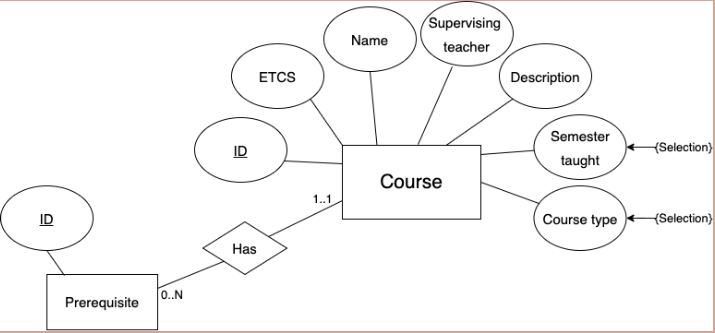 Supervising
teacher
Name
ETCS
Description
ID
Semester
taught
{Selection}
Course
1..1
ID
Course type
{Selection}
Has
Prerequisite
0..N